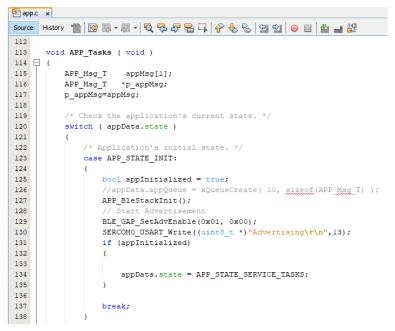 app.c
Source History
112
113 void APP_Tasks ( void )
114 {
115 APP_Msg_T appMsg[1];
116 APP_Msg_T *p_appMsg;
117 p_appMsg=appMsg;
118
119 /* Check the application's current state. */
120 switch ( appData.state )
121 {
122 /* Application's initial state. */
123 case APP_STATE_INIT:
124 {
125 bool appInitialized = true;
126 //appData.appQueue = xQueueCreate( 10, sizeof(APP_Msg_T) );
127 APP_BleStackInit();
128 // Start Advertisement
129 BLE_GAP_SetAdvEnable(0x01, 0x00);
130 SERCOM0_USART_Write((uint8_t *)"Advertising\r\n",13);
131 if (appInitialized)
132 {
133
134 appData.state = APP_STATE_SERVICE_TASKS;
135 }
136
137 break;
138 }